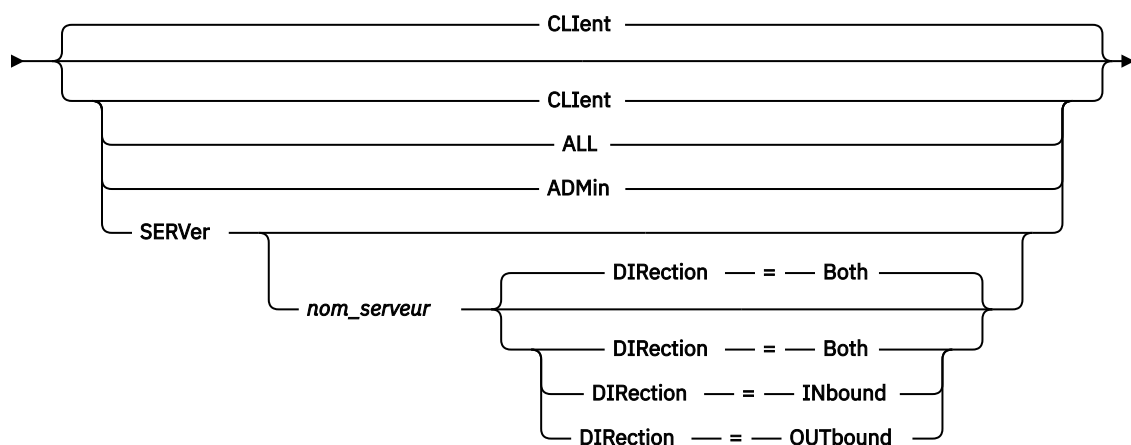 CLIent
CLIent
ALL
ADMin
SERVer
DIRection = Both
nom_serveur
DIRection = Both
DIRection = INbound
DIRection = OUTbound